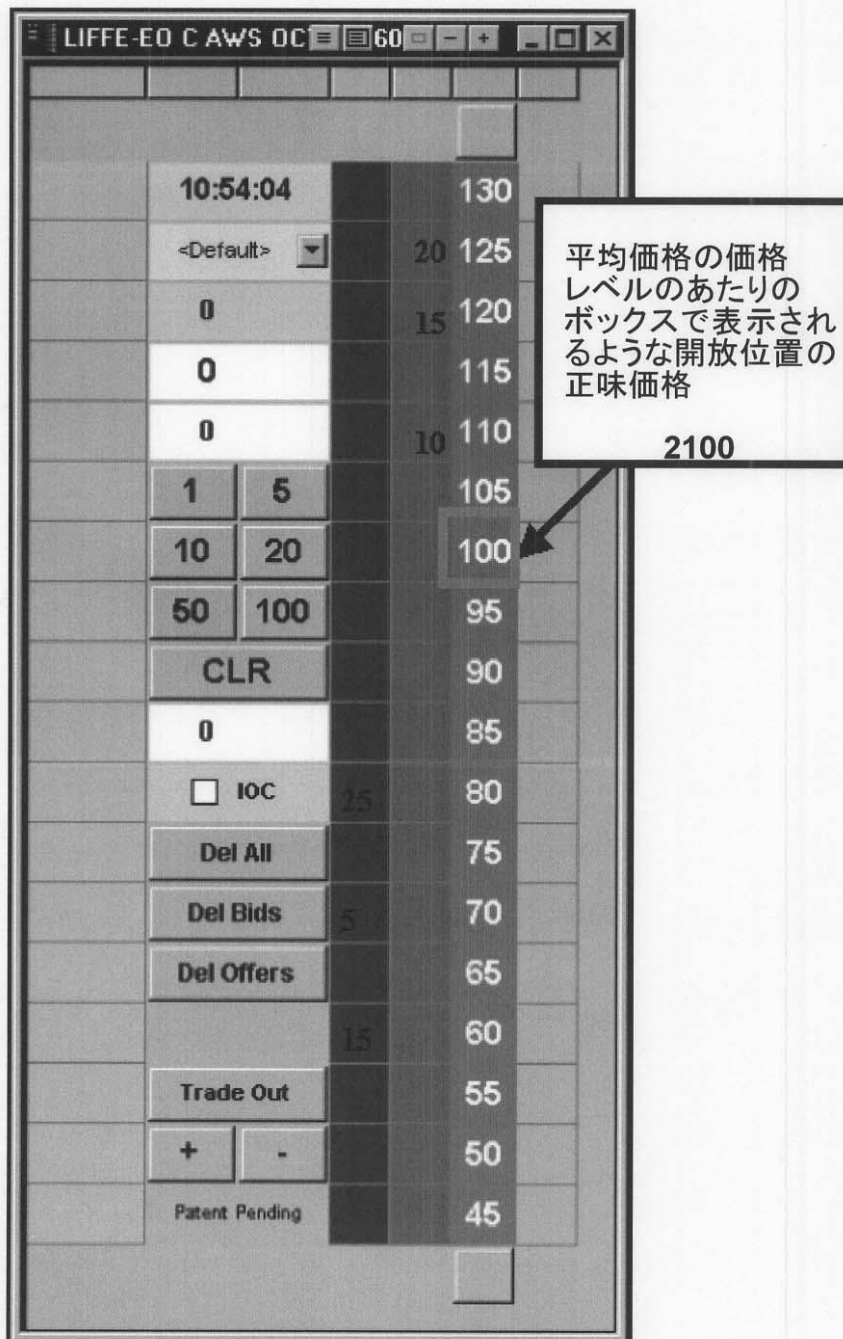 LIFFE-EO C AWS OCT 60
10:54:04 130
<Default> 20 125
0 15 120
0 115
0 10 110
1 5 105
10 20 100
50 100 95
CLR 90
0 85
IOC 25 80
Del All 75
Del Bids 5 70
Del Offers 65
15 60
Trade Out 55
+ - 50
Patent Pending 45
平均価格の価格
レベルのあたりの
ボックスで表示され
るような開放位置の
正味価格
2100